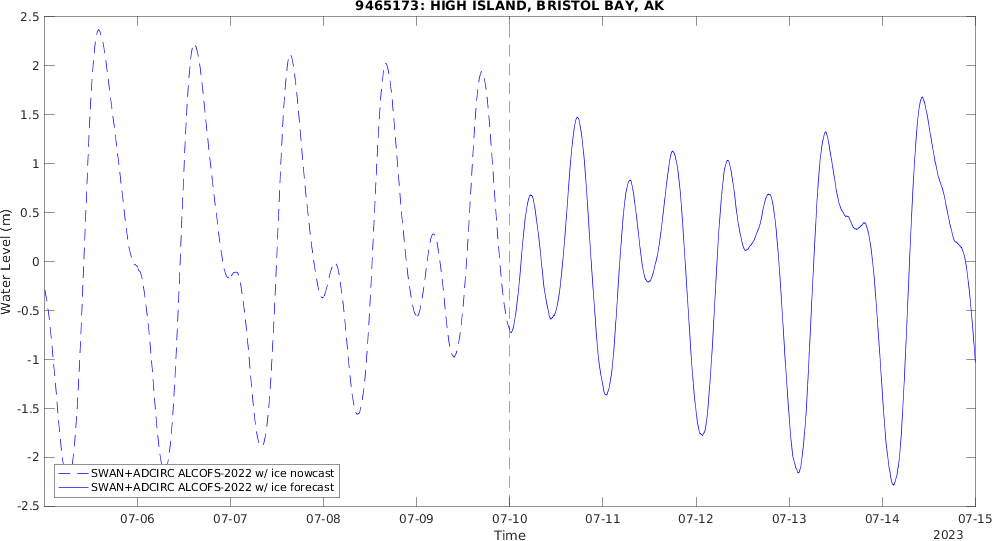 9465173: HIGH ISLAND, BRISTOL BAY, AK
2.5
2
1.5
1
0.5
0
-0.5
-1
-1.5
-2
-2.5
Water Level (m)
SWAN+ADCIRC ALCOFS-2022 w/ ice nowcast
SWAN+ADCIRC ALCOFS-2022 w/ ice forecast
07-06 07-07 07-08 07-09 07-10 07-11 07-12 07-13 07-14 07-15
Time
2023